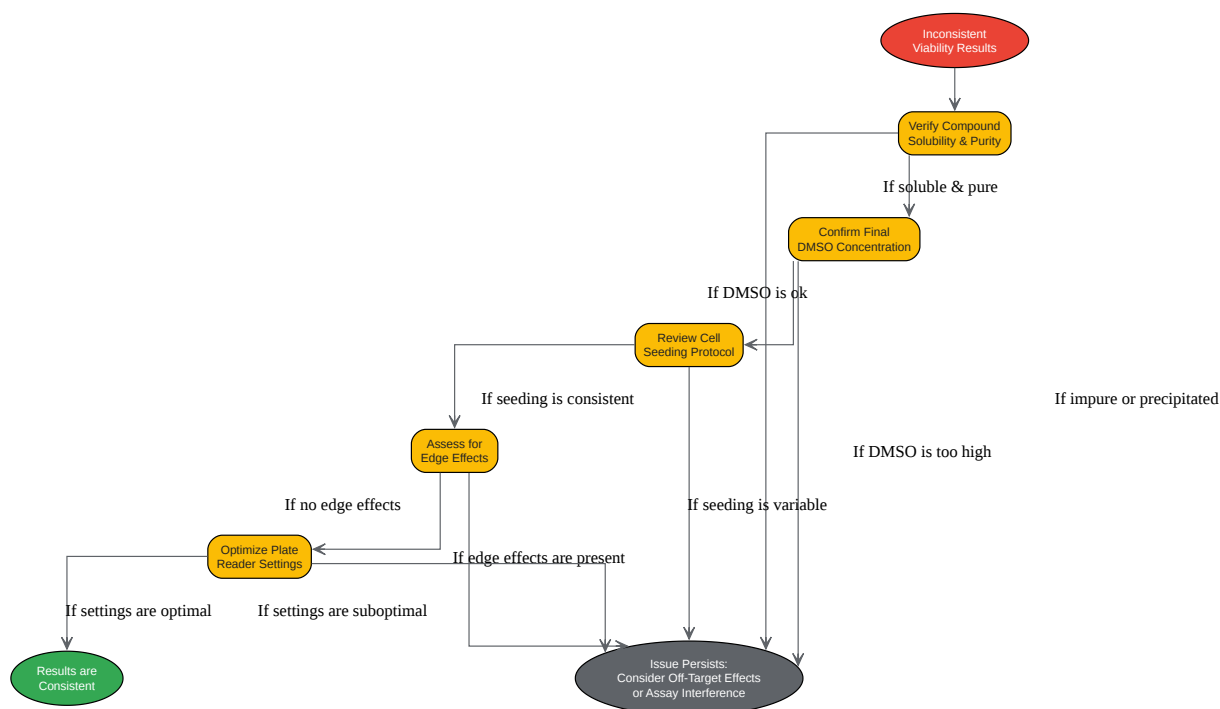 Inconsistent
Viability Results
Verify Compound
Solubility & Purity
If soluble & pure
Confirm Final
DMSO Concentration
If DMSO is ok
Review Cell
Seeding Protocol
If seeding is consistent
If impure or precipitated
Assess for
Edge Effects
If DMSO is too high
If no edge effects
If seeding is variable
Optimize Plate
Reader Settings
If edge effects are present
If settings are optimal
If settings are suboptimal
Results are
Consistent
Issue Persists:
Consider Off-Target Effects
or Assay Interference